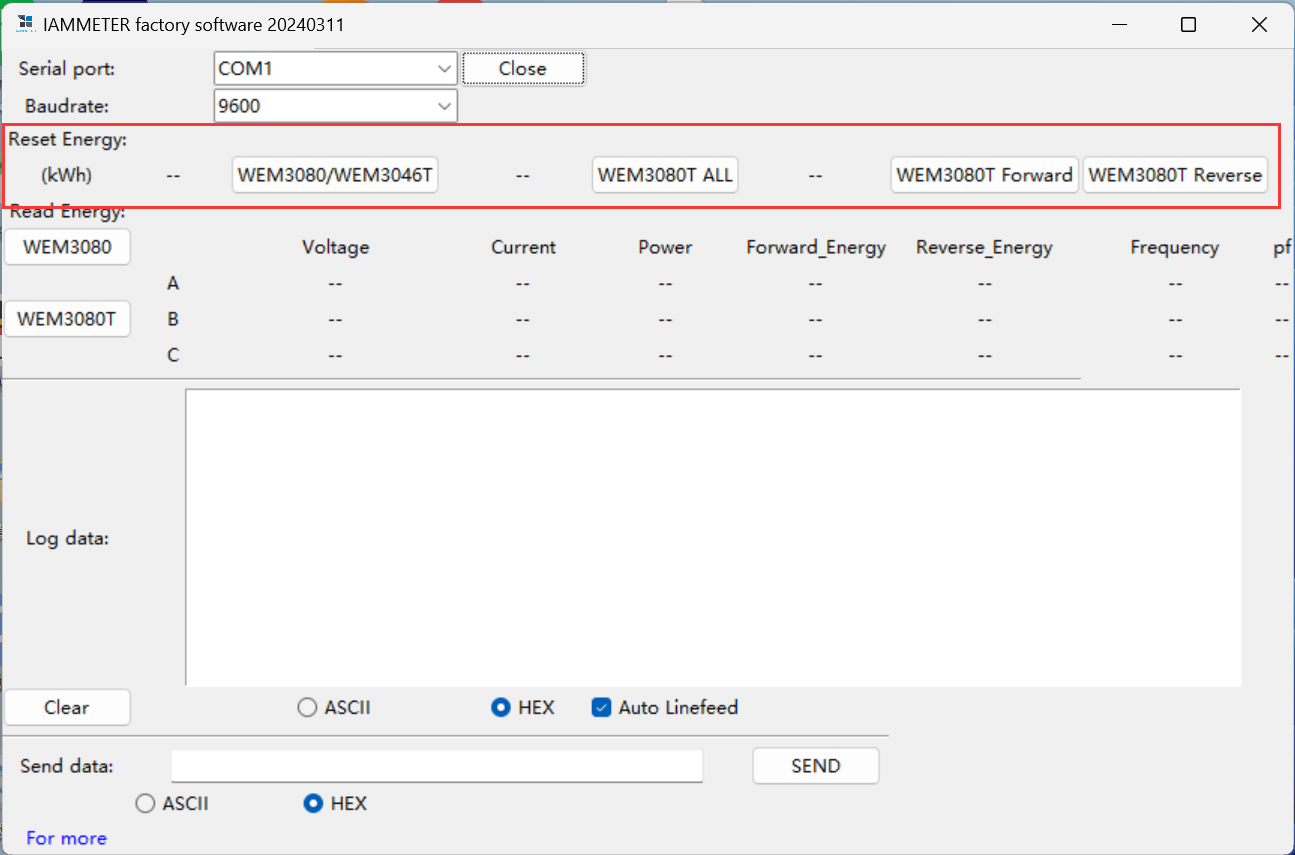 IAMMETER factory software 20240311
Serial port: COM1 Close
Baudrate: 9600
Reset Energy:
(kWh) -- WEM3080/WEM3046T -- WEM3080T ALL -- WEM3080T Forward WEM3080T Reverse
Read Energy:
WEM3080 Voltage Current Power Forward_Energy Reverse_Energy Frequency pf
A -- -- -- -- -- -- --
WEM3080T B -- -- -- -- -- -- --
C -- -- -- -- -- -- --
Log data:
Clear ASCII HEX Auto Linefeed
Send data: SEND
ASCII HEX
For more